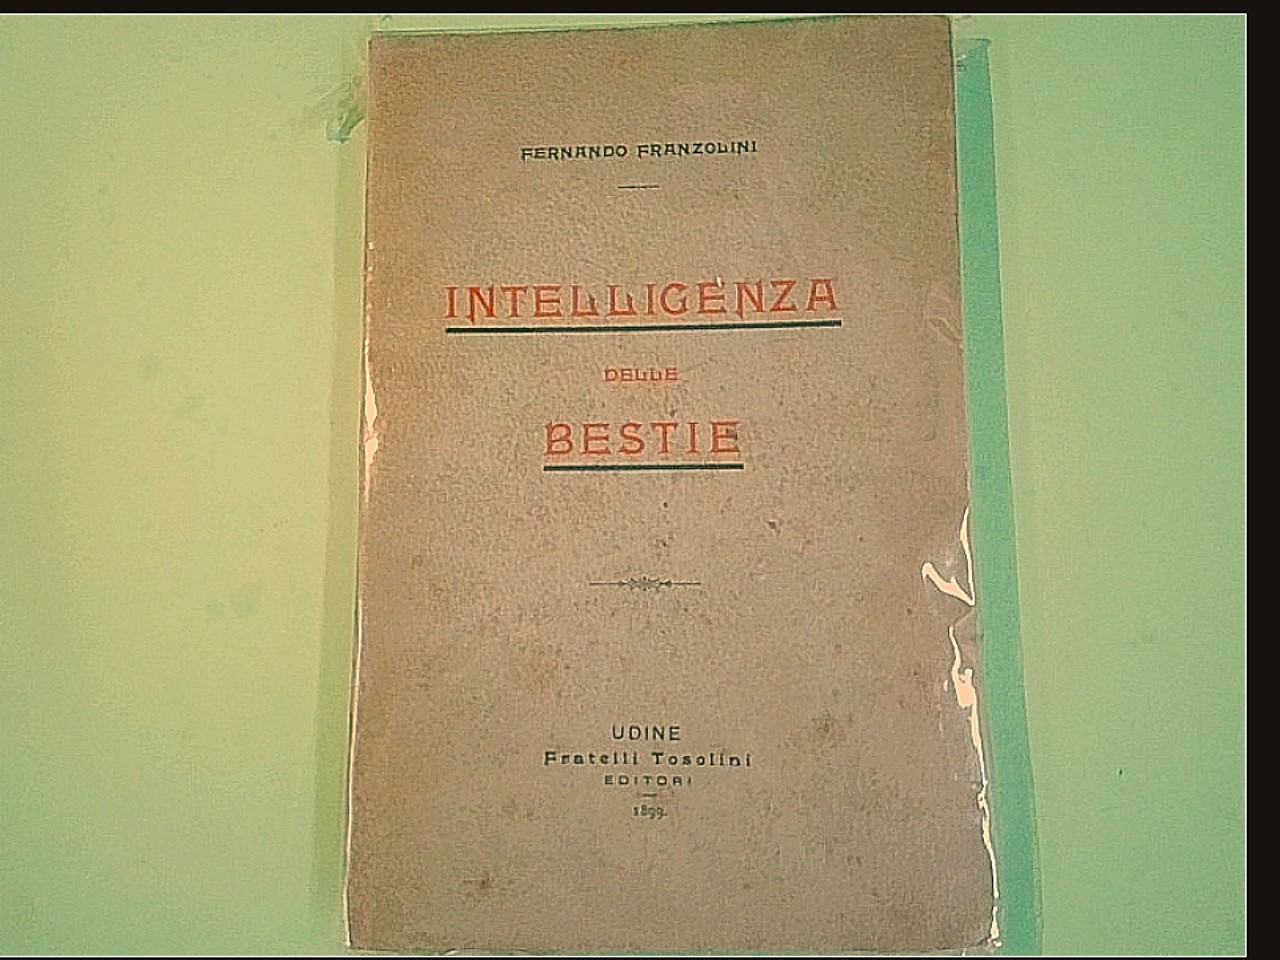 FERNANDO FRANZOLINI
INTELLIGENZA
DELLE
BESTIE
UDINE
Fratelli Tosolini
EDITORI
1899.